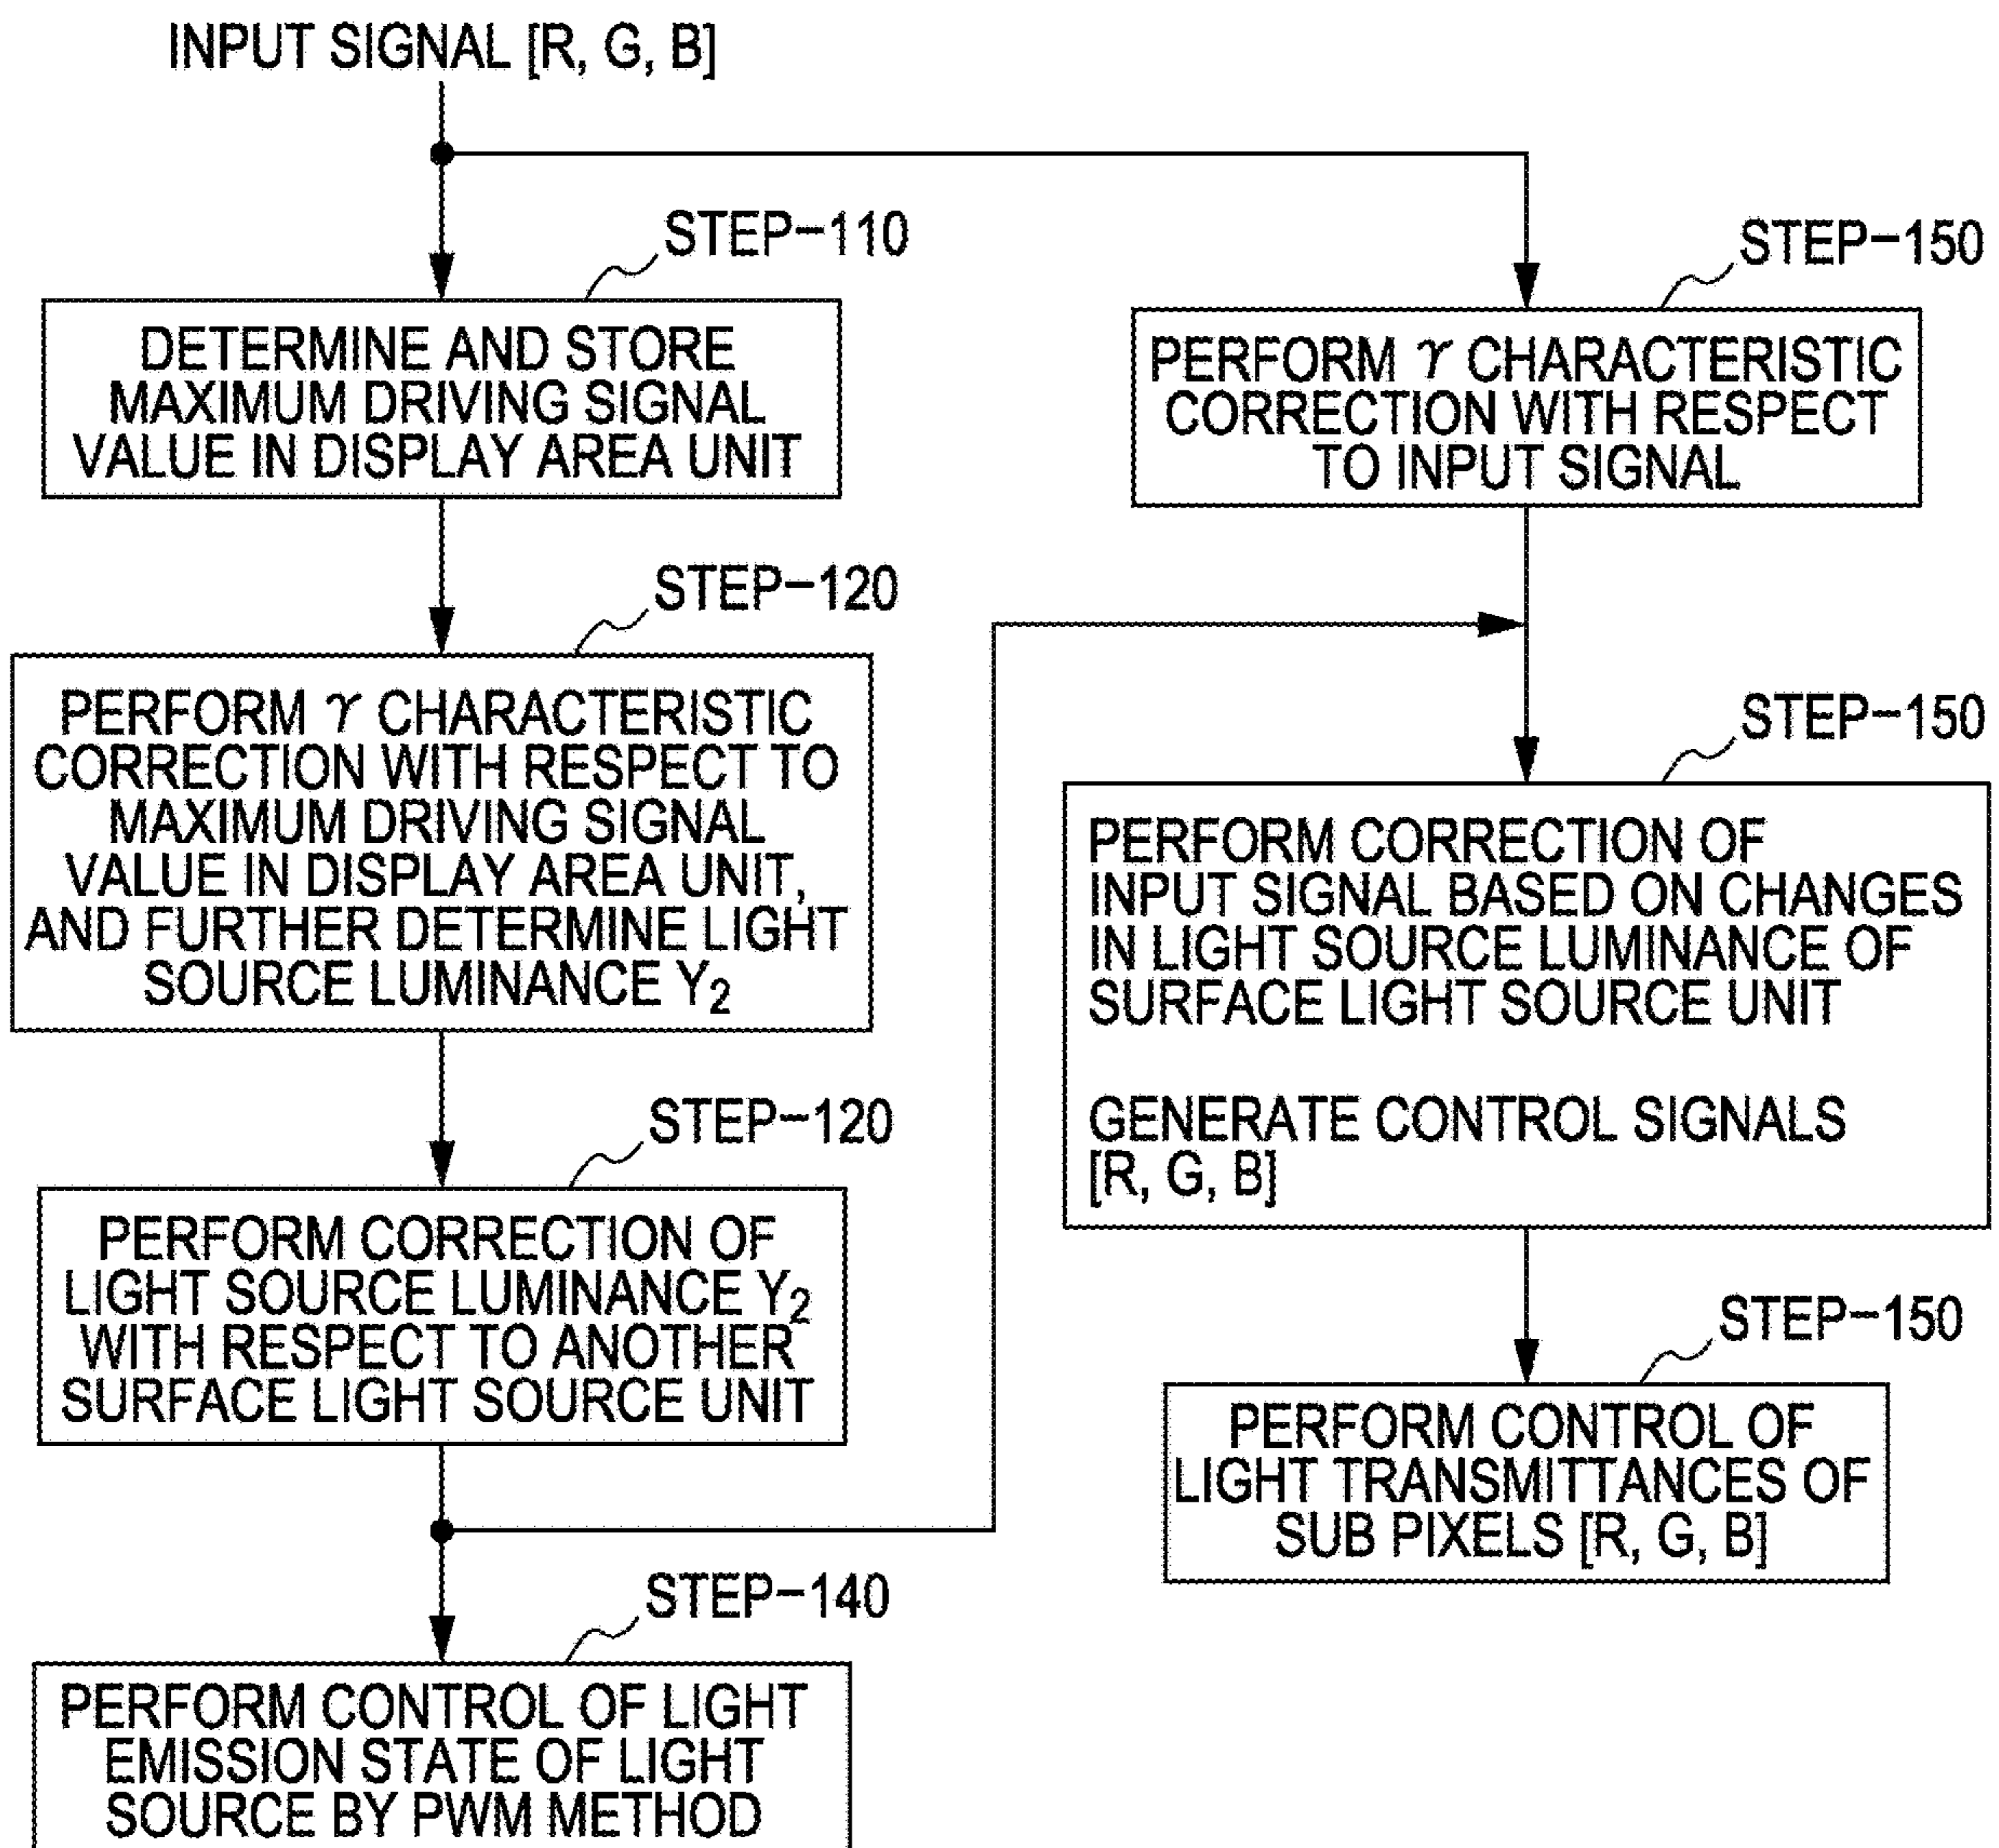 INPUT SIGNAL [R, G, B]
STEP-110
DETERMINE AND STORE
MAXIMUM DRIVING SIGNAL
VALUE IN DISPLAY AREA UNIT
STEP-120
PERFORM γ CHARACTERISTIC
CORRECTION WITH RESPECT TO
MAXIMUM DRIVING SIGNAL
VALUE IN DISPLAY AREA UNIT,
AND FURTHER DETERMINE LIGHT
SOURCE LUMINANCE Y₂
STEP-120
PERFORM CORRECTION OF
LIGHT SOURCE LUMINANCE Y₂
WITH RESPECT TO ANOTHER
SURFACE LIGHT SOURCE UNIT
STEP-140
PERFORM CONTROL OF LIGHT
EMISSION STATE OF LIGHT
SOURCE BY PWM METHOD
STEP-150
PERFORM γ CHARACTERISTIC
CORRECTION WITH RESPECT
TO INPUT SIGNAL
STEP-150
PERFORM CORRECTION OF
INPUT SIGNAL BASED ON CHANGES
IN LIGHT SOURCE LUMINANCE OF
SURFACE LIGHT SOURCE UNIT
GENERATE CONTROL SIGNALS
[R, G, B]
STEP-150
PERFORM CONTROL OF
LIGHT TRANSMITTANCES OF
SUB PIXELS [R, G, B]